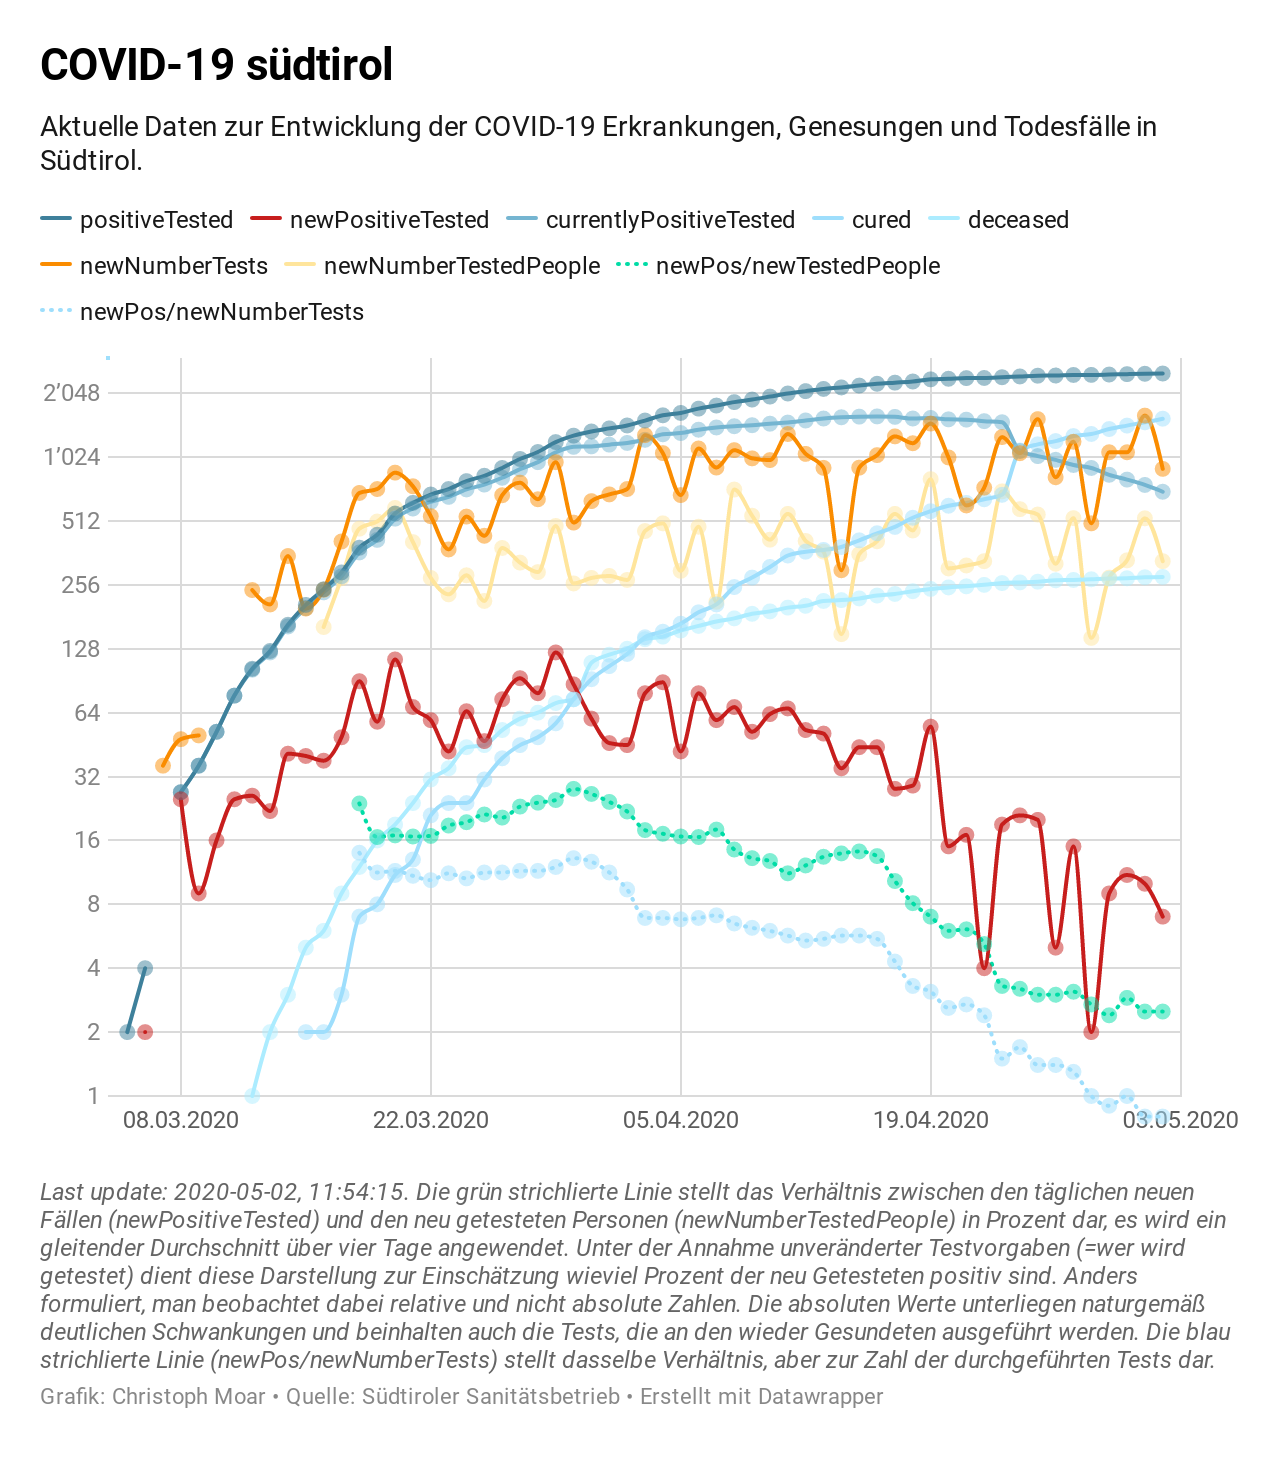 COVID-19 südtirol
Aktuelle Daten zur Entwicklung der COVID-19 Erkrankungen, Genesungen und Todesfälle in
Südtirol.
positiveTested newPositiveTested currentlyPositiveTested cured deceased
newNumberTests newNumberTestedPeople newPos/newTestedPeople
newPos/newNumberTests
2’048
1’024
512
256
128
64
32
16
8
4
2
1
08.03.2020 22.03.2020 05.04.2020 19.04.2020 03.05.2020
Last update: 2020-05-02, 11:54:15. Die grün strichlierte Linie stellt das Verhältnis zwischen den täglichen neuen
Fällen (newPositiveTested) und den neu getesteten Personen (newNumberTestedPeople) in Prozent dar, es wird ein
gleitender Durchschnitt über vier Tage angewendet. Unter der Annahme unveränderter Testvorgaben (=wer wird
getestet) dient diese Darstellung zur Einschätzung wieviel Prozent der neu Getesteten positiv sind. Anders
formuliert, man beobachtet dabei relative und nicht absolute Zahlen. Die absoluten Werte unterliegen naturgemäß
deutlichen Schwankungen und beinhalten auch die Tests, die an den wieder Gesundeten ausgeführt werden. Die blau
strichlierte Linie (newPos/newNumberTests) stellt dasselbe Verhältnis, aber zur Zahl der durchgeführten Tests dar.
Grafik: Christoph Moar • Quelle: Südtiroler Sanitätsbetrieb • Erstellt mit Datawrapper